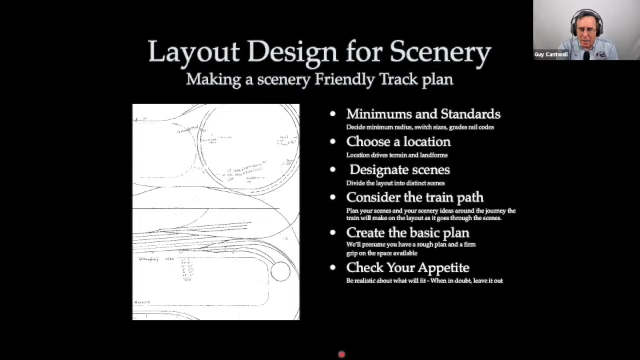 Guy Cantwell
Layout Design for Scenery
Making a scenery Friendly Track plan
• Minimums and Standards
Decide minimum radius, switch sizes, grades rail codes
• Choose a location
Location drives terrain and landforms
• Designate scenes
Divide the layout into distinct scenes
• Consider the train path
Plan your scenes and your scenery ideas around the journey the
train will make on the layout as it goes through the scenes.
• Create the basic plan
We'll presume you have a rough plan and a firm
grip on the space available
• Check Your Appetite
Be realistic about what will fit - When in doubt, leave it out